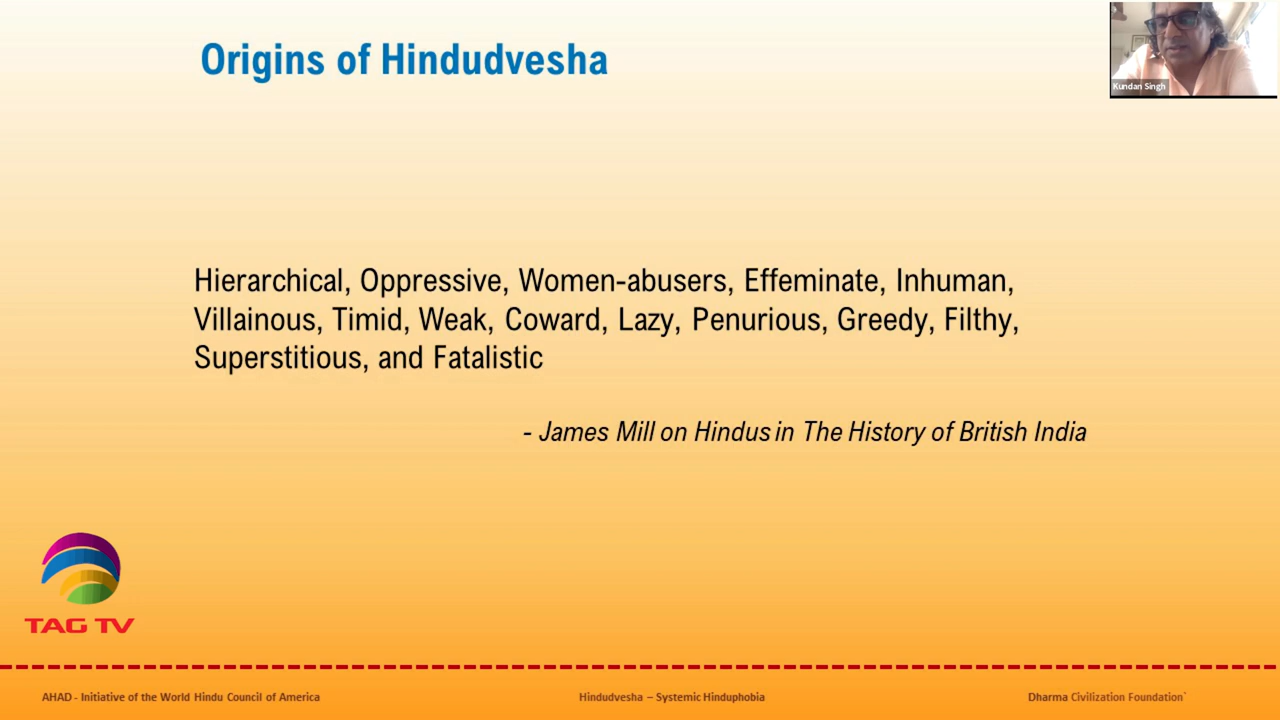 Origins of Hindudvesha
Kundan Singh
Hierarchical, Oppressive, Women-abusers, Effeminate, Inhuman,
Villainous, Timid, Weak, Coward, Lazy, Penurious, Greedy, Filthy,
Superstitious, and Fatalistic
- James Mill on Hindus in The History of British India
TAG TV
AHAD - Initiative of the World Hindu Council of America
Hindudvesha – Systemic Hinduphobia
Dharma Civilization Foundation`